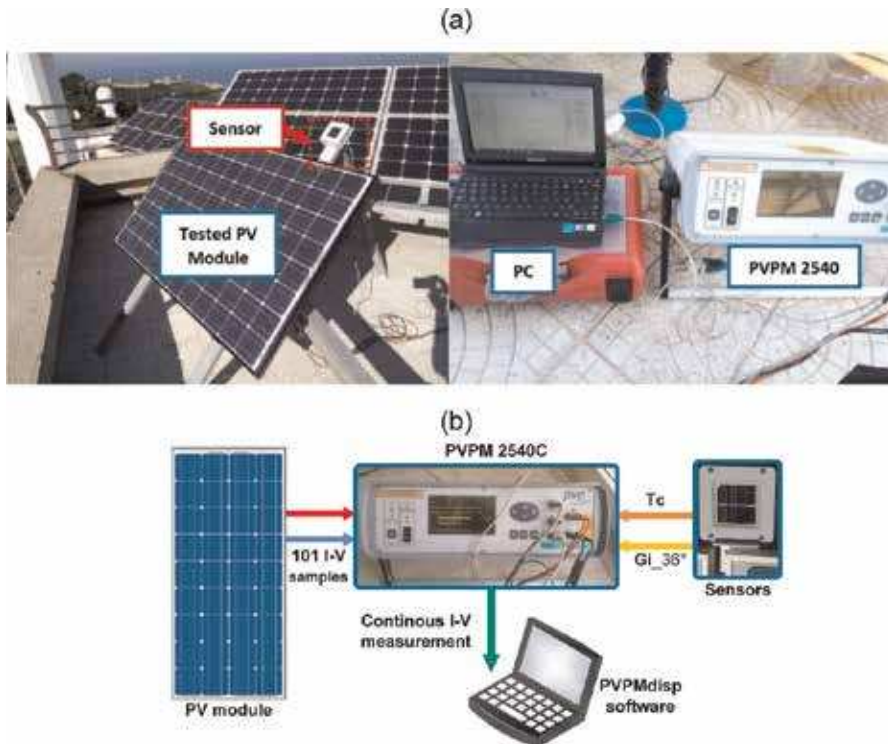 (a)
Sensor
Tested PV
Module
PC
PVPM 2540
(b)
PVPM 2540C
101 I-V
samples
Tc
GI_36°
Sensors
Continous I-V
measurement
PV module
PVPMdisp
software